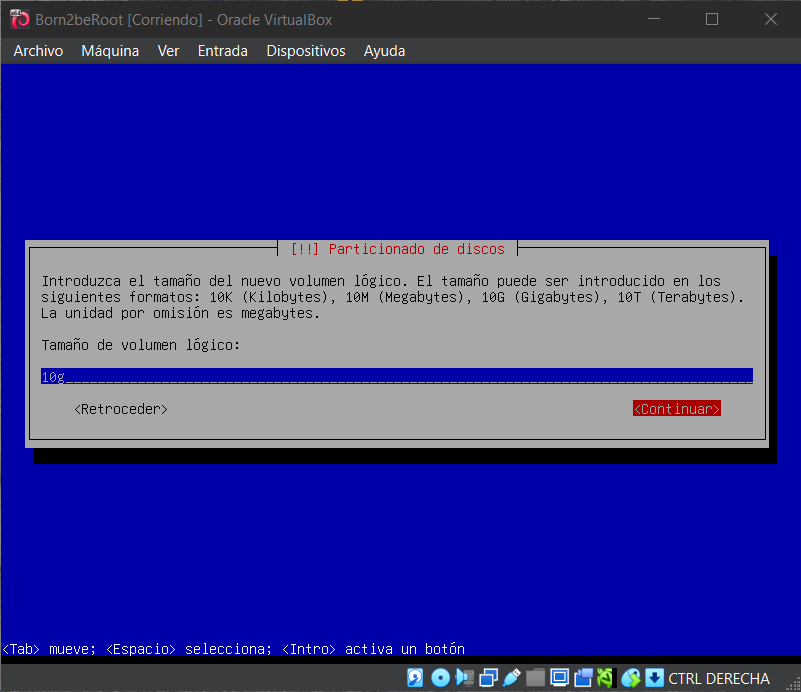 Born2beRoot [Corriendo] - Oracle VirtualBox
Archivo Máquina Ver Entrada Dispositivos Ayuda
[!!] Particionado de discos
Introduzca el tamaño del nuevo volumen lógico. El tamaño puede ser introducido en los
siguientes formatos: 10K (Kilobytes), 10M (Megabytes), 10G (Gigabytes), 10T (Terabytes).
La unidad por omisión es megabytes.
Tamaño de volumen lógico:
10g
<Retroceder> <Continuar>
<Tab> mueve; <Espacio> selecciona; <Intro> activa un botón
CTRL DERECHA